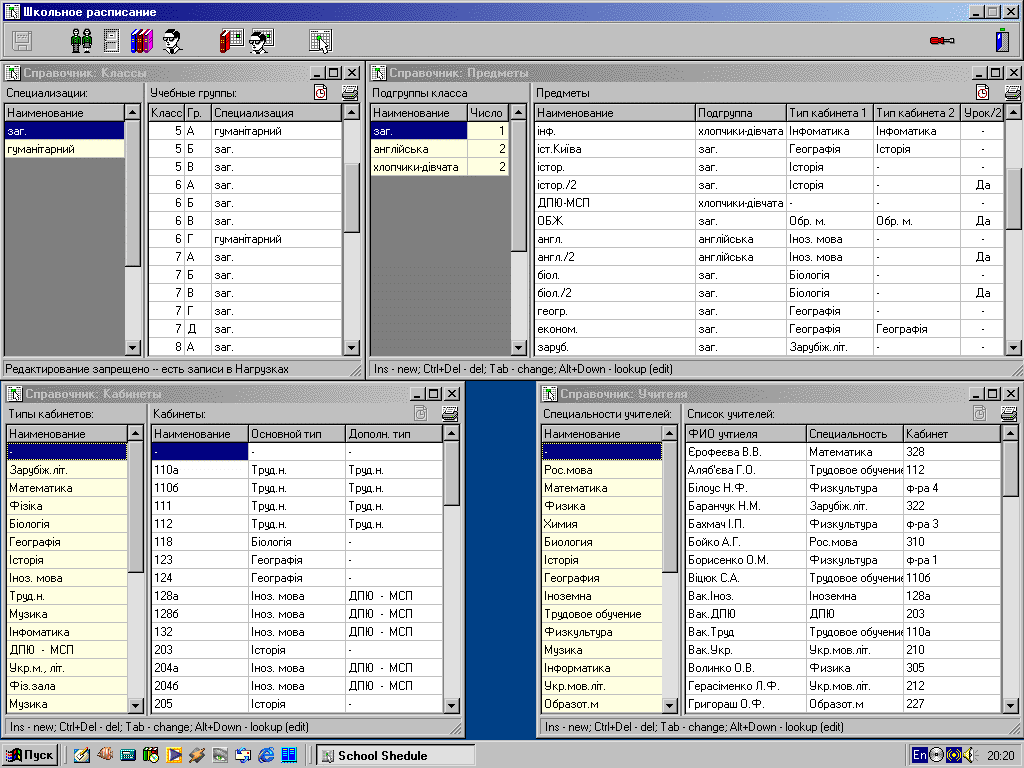 Школьное расписание
Справочник: Классы
Специализации:
Учебные группы:
Наименование
заг.
гуманітарний
Класс Гр. Специализация
5 А гуманітарний
5 Б заг.
5 В заг.
6 А заг.
6 Б заг.
6 В заг.
6 Г гуманітарний
7 А заг.
7 Б заг.
7 В заг.
7 Г заг.
7 Д заг.
8 А заг.
Редактирование запрещено -- есть записи в Нагрузках
Справочник: Предметы
Подгруппы класса
Предметы
Наименование Число
заг. 1
англійська 2
хлопчики-дівчата 2
Наименование Подгруппа Тип кабинета 1 Тип кабинета 2 Урок/2
інф. хлопчики-дівчата Інфоматика Інфоматика -
іст.Київа заг. Географія Історія -
істор. заг. Історія - -
істор./2 заг. Історія - Да
ДПЮ-МСП хлопчики-дівчата - - -
ОБЖ заг. Обр. м. Обр. м. Да
англ. англійська Іноз. мова - -
англ./2 англійська Іноз. мова - Да
біол. заг. Біологія - -
біол./2 заг. Біологія - Да
геогр. заг. Географія - -
економ. заг. Географія Географія -
заруб. заг. Зарубіж.літ. - -
Ins - new; Ctrl+Del - del; Tab - change; Alt+Down - lookup (edit)
Справочник: Кабинеты
Типы кабинетов:
Кабинеты:
Наименование
-
Зарубіж.літ.
Математика
Фізіка
Біологія
Географія
Історія
Іноз. мова
Труд.н.
Музика
Інфоматика
ДПЮ - МСП
Укр.м., літ.
Фіз.зала
Музика
Наименование Основной тип Дополн. тип
- - -
110а Труд.н. Труд.н.
110б Труд.н. Труд.н.
111 Труд.н. Труд.н.
112 Труд.н. Труд.н.
118 Біологія -
123 Географія -
124 Географія -
128а Іноз. мова ДПЮ - МСП
128б Іноз. мова ДПЮ - МСП
132 Іноз. мова ДПЮ - МСП
203 Історія -
204а Іноз. мова ДПЮ - МСП
204б Іноз. мова ДПЮ - МСП
205 Історія -
Ins - new; Ctrl+Del - del; Tab - change; Alt+Down - lookup (edit)
Справочник: Учителя
Специальности учителей:
Список учителей:
Наименование
-
Рос.мова
Математика
Физика
Химия
Биология
Історія
География
Іноземна
Трудовое обучение
Физкультура
Музика
Інформатика
Укр.мов.літ.
Образот.м
ФИО учтиеля Специальность Кабинет
Єрофеєва В.В. Математика 328
Аляб'єва Г.О. Трудовое обучение 112
Білоус Н.Ф. Физкультура ф-ра 4
Баранчук Н.М. Зарубіж.літ. 322
Бахмач І.П. Физкультура ф-ра 3
Бойко А.Г. Рос.мова 310
Борисенко О.М. Физкультура ф-ра 1
Віцюк С.А. Трудовое обучение 110б
Вак.Іноз. Іноземна 128а
Вак.ДПЮ ДПЮ 203
Вак.Труд Трудовое обучение 110а
Вак.Укр. Укр.мов.літ. 210
Волинко О.В. Физика 305
Герасіменко Л.Ф. Укр.мов.літ. 212
Григораш О.Ф. Образот.м 227
Ins - new; Ctrl+Del - del; Tab - change; Alt+Down - lookup (edit)
Пуск
School Shedule
En
20:20